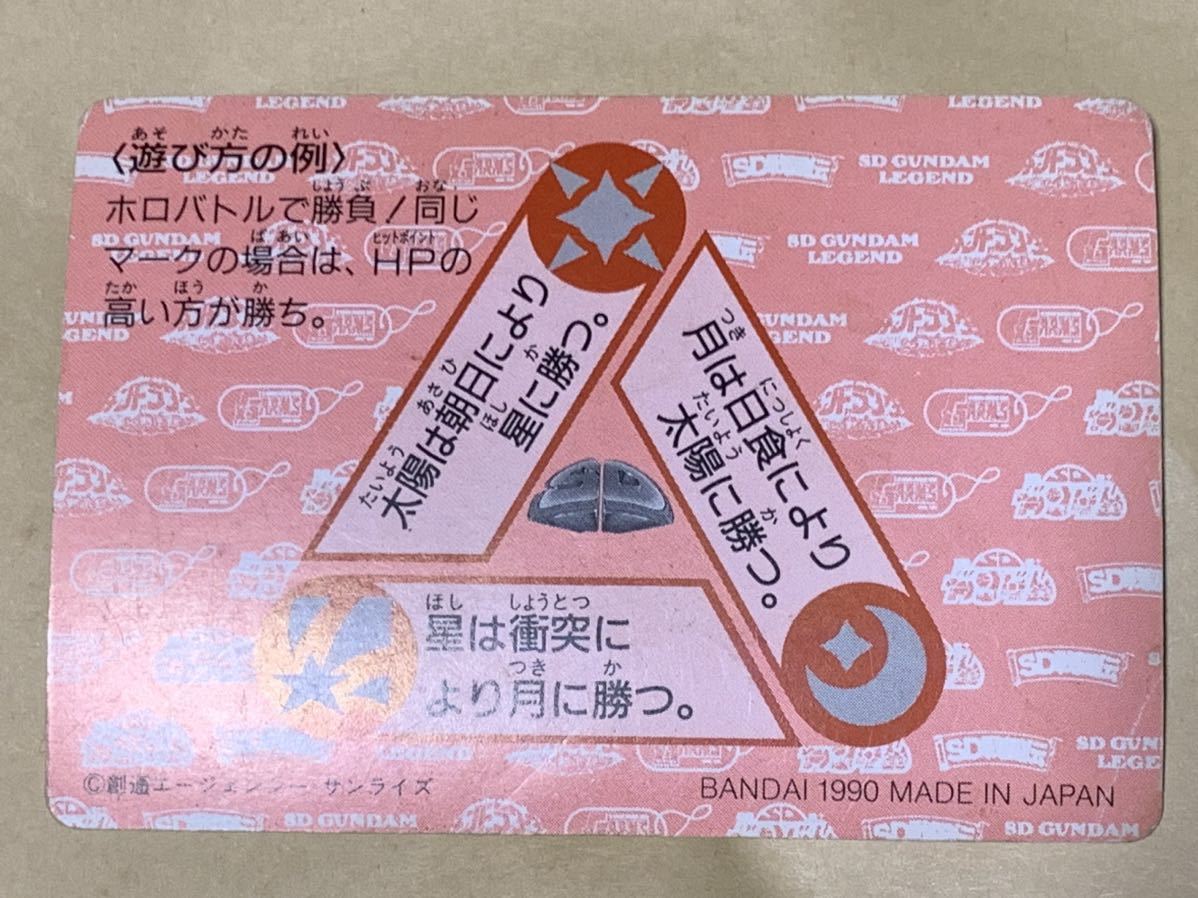 〈遊び方の例〉
ホロバトルで勝負!同じ
マークの場合は、HPの
高い方が勝ち。
太陽は朝日により
星に勝つ。
月は日食により
太陽に勝つ。
星は衝突に
より月に勝つ。
©創通エージェンシー サンライズ
BANDAI 1990 MADE IN JAPAN
SD GUNDAM
LEGEND